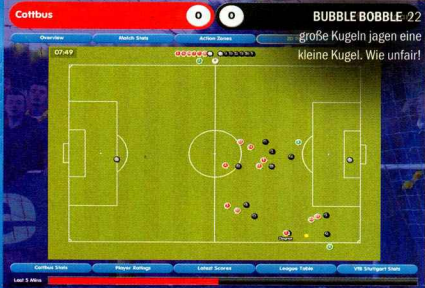 Cottbus
0
0
BUBBLE BOBBLE 22
große Kugeln jagen eine
kleine Kugel. Wie unfair!
Overview
Match Stats
Action Zones
07:49
Cottbus Stats
Player Ratings
Latest Scores
League Table
VfB Stuttgart Stats
Last 5 Mins